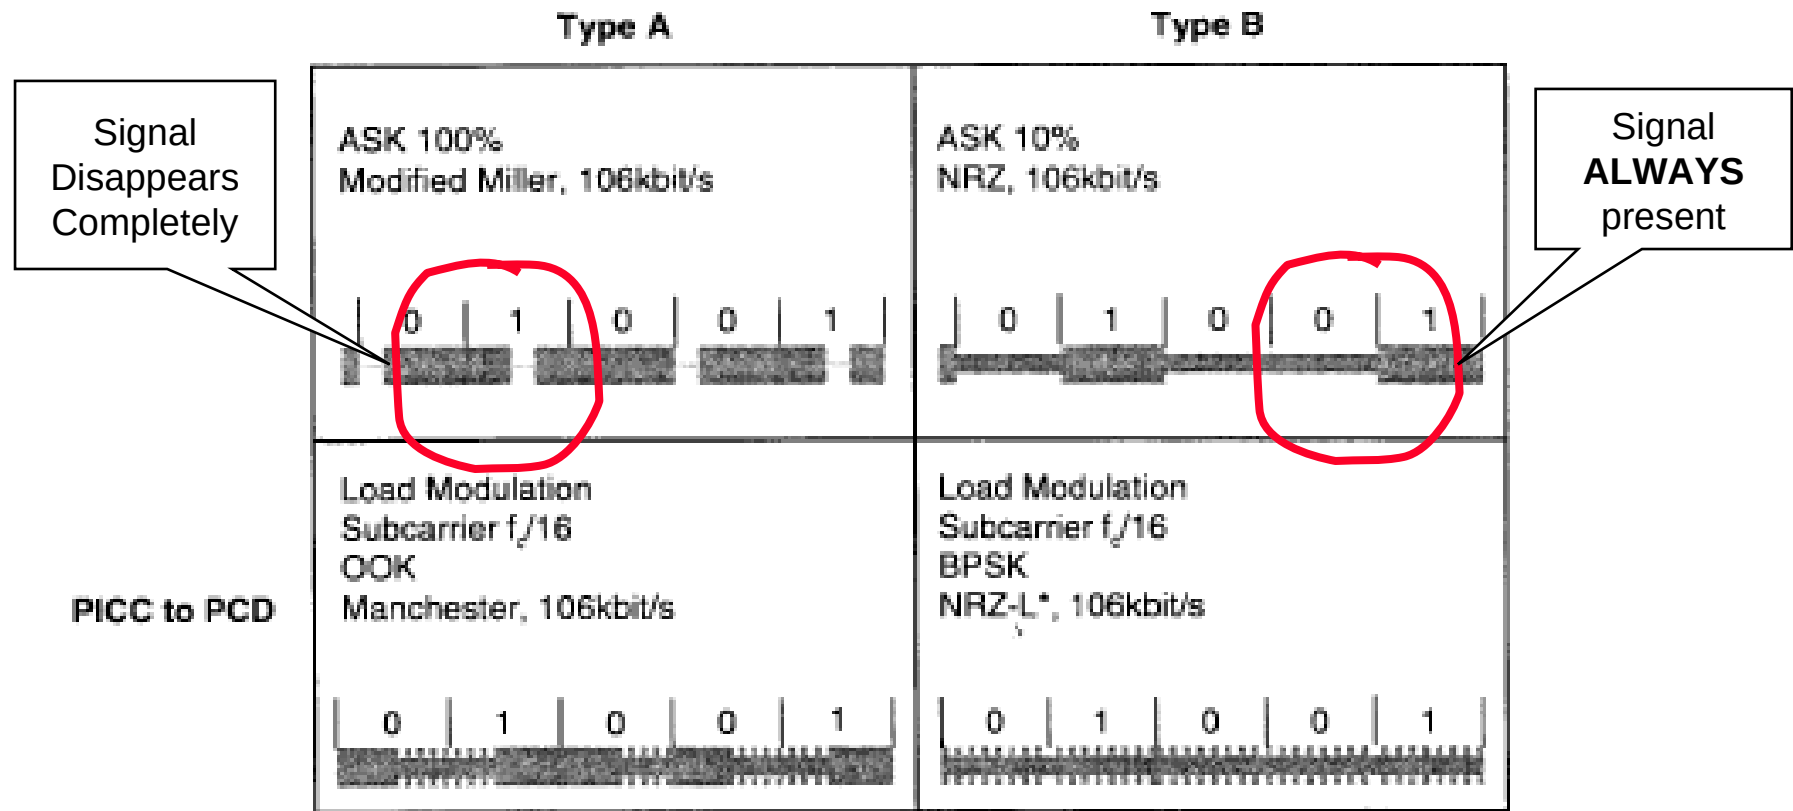 Type A
Type B
Signal
Disappears
Completely
ASK 100%
Modified Miller, 106kbit/s
ASK 10%
NRZ, 106kbit/s
Signal
ALWAYS
present
0 1 0 0 1
0 1 0 0 1
PICC to PCD
Load Modulation
Subcarrier fc/16
OOK
Manchester, 106kbit/s
Load Modulation
Subcarrier fc/16
BPSK
NRZ-L*, 106kbit/s
0 1 0 0 1
0 1 0 0 1